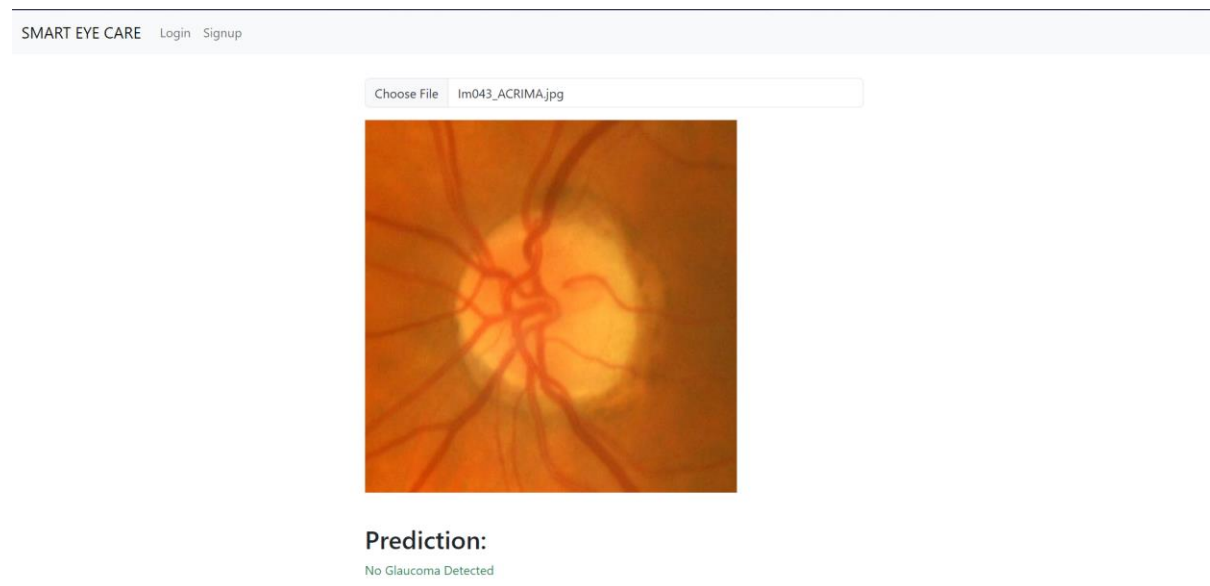 SMART EYE CARE Login Signup
Choose File Im043_ACRIMA.jpg
Prediction:
No Glaucoma Detected